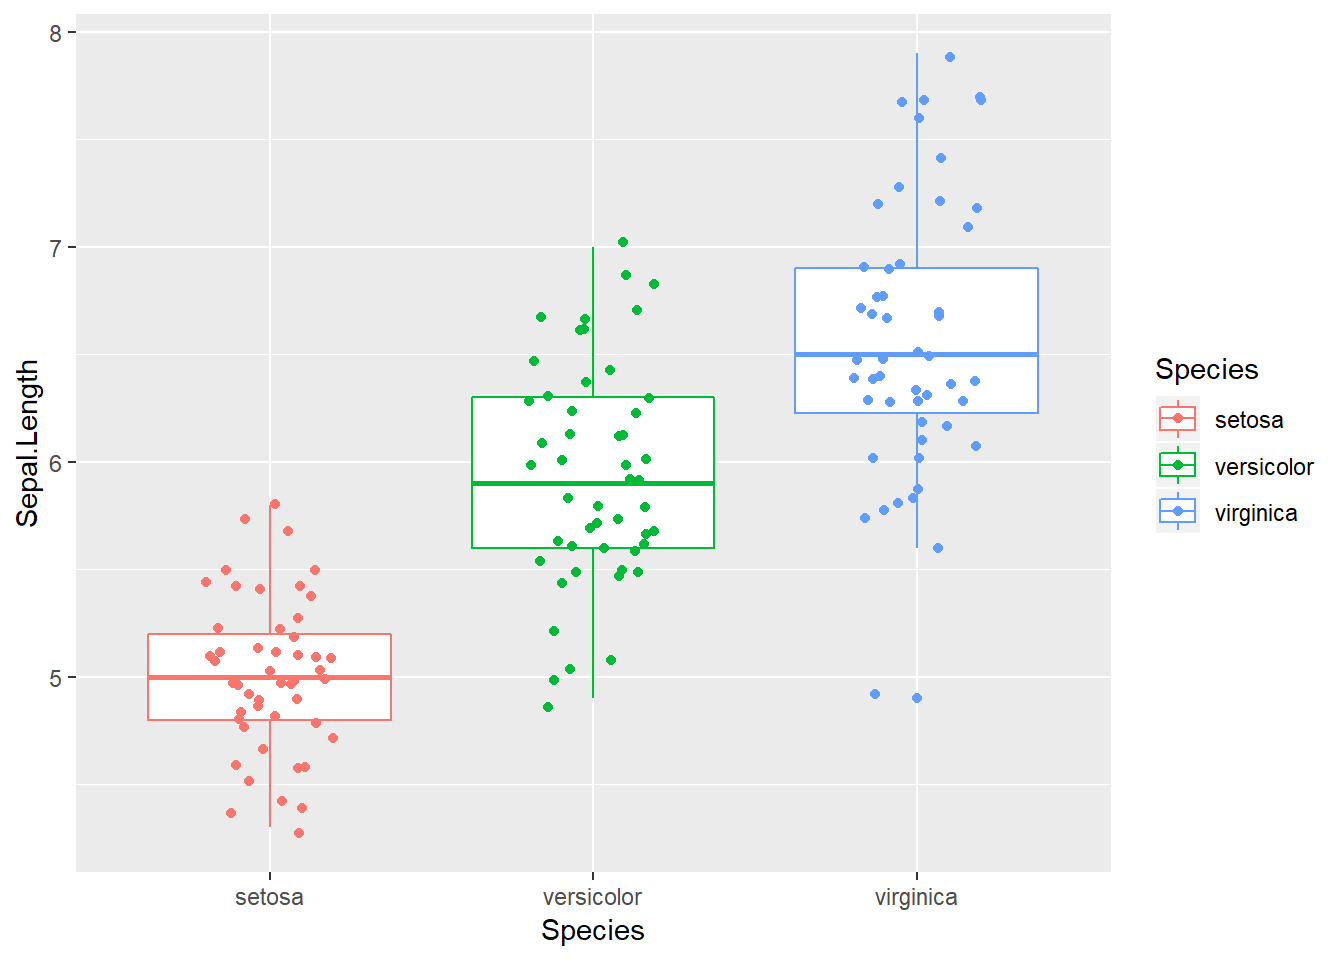 8
7
6
5
Sepal.Length
setosa
versicolor
virginica
Species
Species
setosa
versicolor
virginica